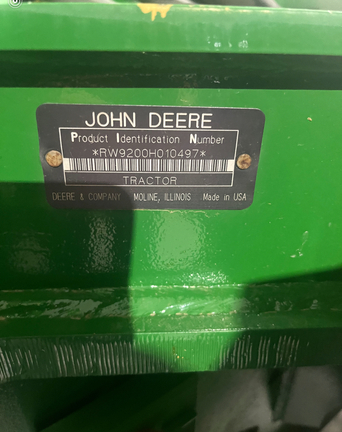 JOHN DEERE
Product Identification Number
*RW9200H010497*
TRACTOR
DEERE & COMPANY MOLINE, ILLINOIS Made in USA